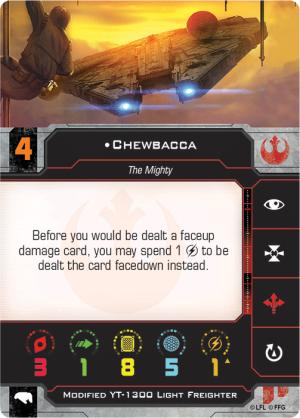 4
•Chewbacca
The Mighty
Before you would be dealt a faceup
damage card, you may spend 1 to be
dealt the card facedown instead.
3 1 8 5 1
Modified YT-1300 Light Freighter
©LFL ©FFG